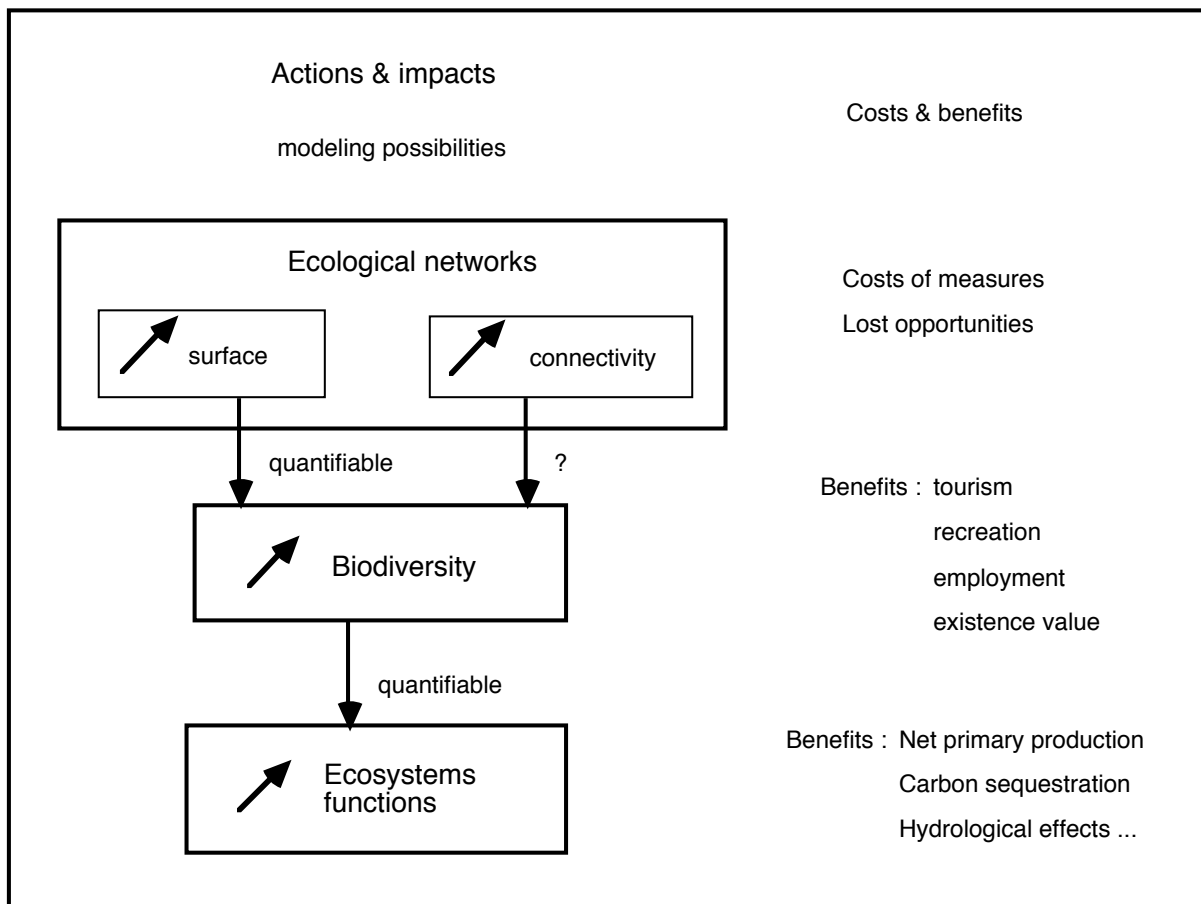 Actions & impacts
Costs & benefits
modeling possibilities
Ecological networks
Costs of measures
Lost opportunities
surface
connectivity
quantifiable
?
Benefits : tourism
recreation
employment
existence value
Biodiversity
quantifiable
Benefits : Net primary production
Carbon sequestration
Hydrological effects ...
Ecosystems
functions